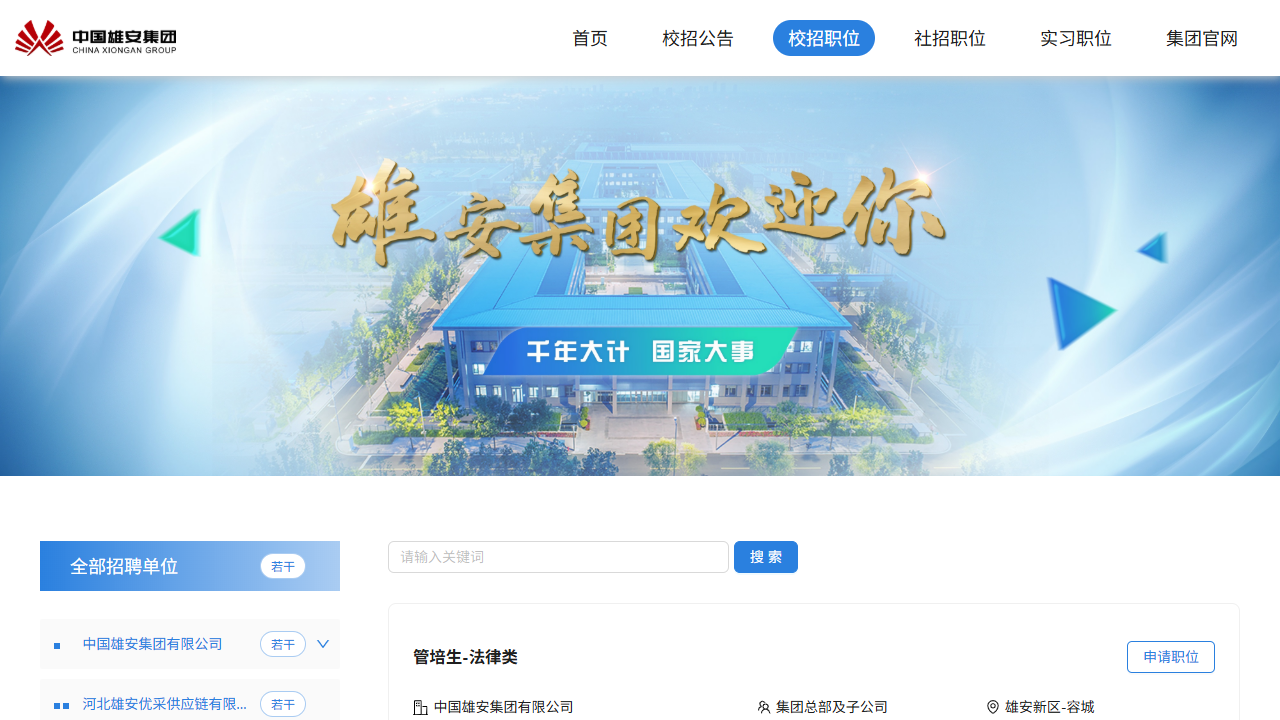 中国雄安集团
CHINA XIONGAN GROUP
首页
校招公告
校招职位
社招职位
实习职位
集团官网
雄安集团欢迎你
千年大计 国家大事
全部招聘单位
若干
请输入关键词
搜 索
中国雄安集团有限公司
若干
管培生-法律类
申请职位
河北雄安优采供应链有限...
若干
中国雄安集团有限公司
集团总部及子公司
雄安新区-容城